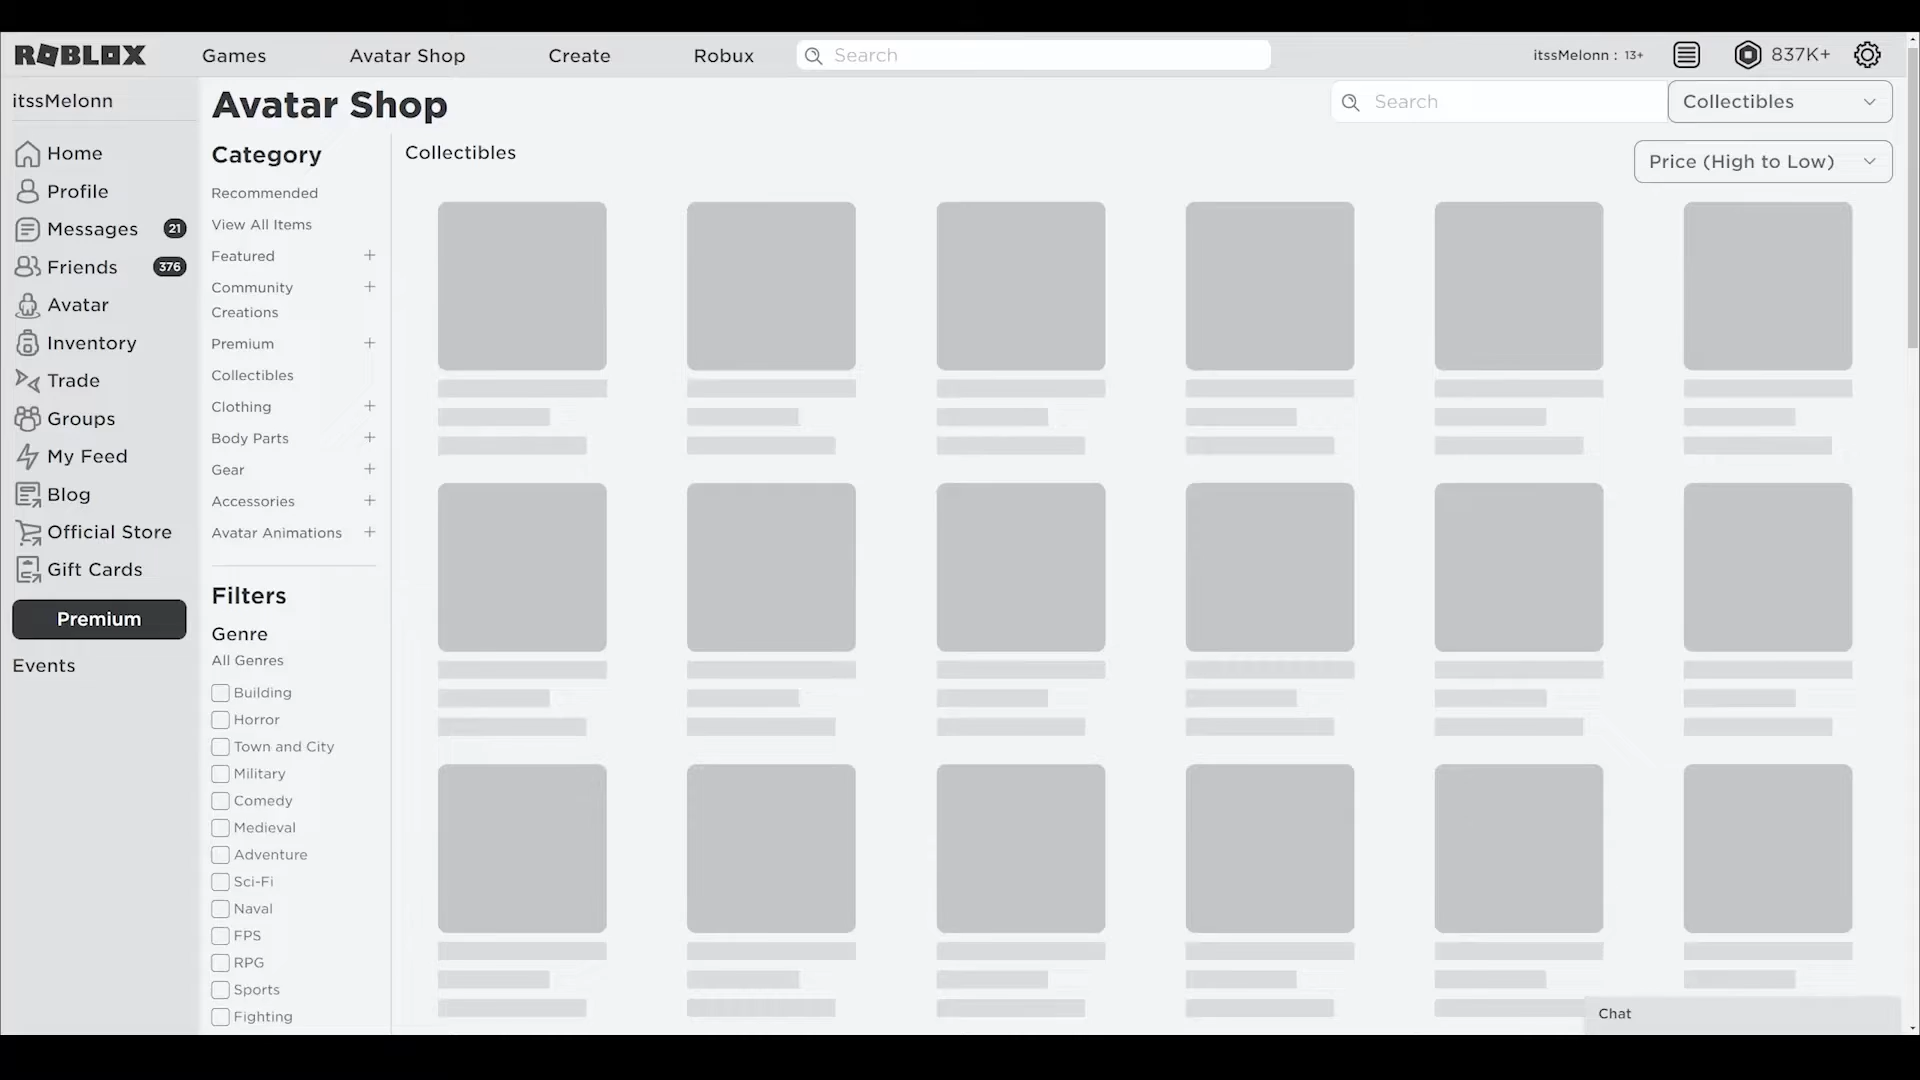 ROBLOX
Games
Avatar Shop
Create
Robux
Search
itssMelonn : 13+
837K+
itssMelonn
Home
Profile
Messages 21
Friends 376
Avatar
Inventory
Trade
Groups
My Feed
Blog
Official Store
Gift Cards
Premium
Events
Avatar Shop
Search
Collectibles
Category
Recommended
View All Items
Featured +
Community +
Creations
Premium +
Collectibles
Clothing +
Body Parts +
Gear +
Accessories +
Avatar Animations +
Filters
Genre
All Genres
Building
Horror
Town and City
Military
Comedy
Medieval
Adventure
Sci-Fi
Naval
FPS
RPG
Sports
Fighting
Collectibles
Price (High to Low)
Chat